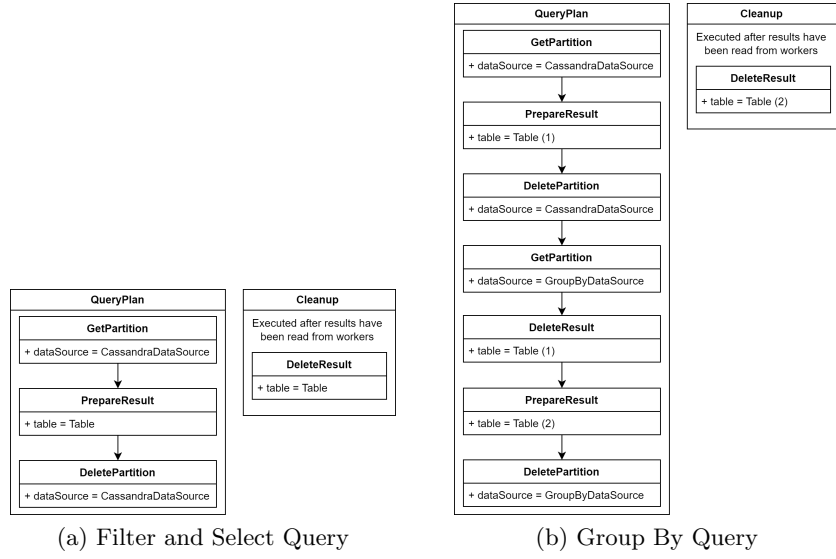 QueryPlan
GetPartition
+ dataSource = CassandraDataSource
PrepareResult
+ table = Table
DeletePartition
+ dataSource = CassandraDataSource
Cleanup
Executed after results have
been read from workers
DeleteResult
+ table = Table
(a) Filter and Select Query
QueryPlan
GetPartition
+ dataSource = CassandraDataSource
PrepareResult
+ table = Table (1)
DeletePartition
+ dataSource = CassandraDataSource
GetPartition
+ dataSource = GroupByDataSource
DeleteResult
+ table = Table (1)
PrepareResult
+ table = Table (2)
DeletePartition
+ dataSource = GroupByDataSource
Cleanup
Executed after results have
been read from workers
DeleteResult
+ table = Table (2)
(b) Group By Query